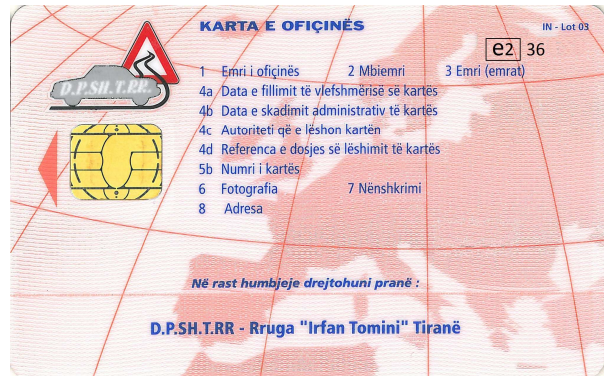 KARTA E OFIÇINËS
IN - Lot 03
e2 36
1 Emri i ofiçinës 2 Mbiemri 3 Emri (emrat)
4a Data e fillimit të vlefshmërisë së kartës
4b Data e skadimit administrativ të kartës
4c Autoriteti që e lëshon kartën
4d Referenca e dosjes së lëshimit të kartës
5b Numri i kartës
6 Fotografia 7 Nënshkrimi
8 Adresa
D.P.SH.T.RR.
Në rast humbjeje drejtohuni pranë :
D.P.SH.T.RR - Rruga "Irfan Tomini" Tiranë